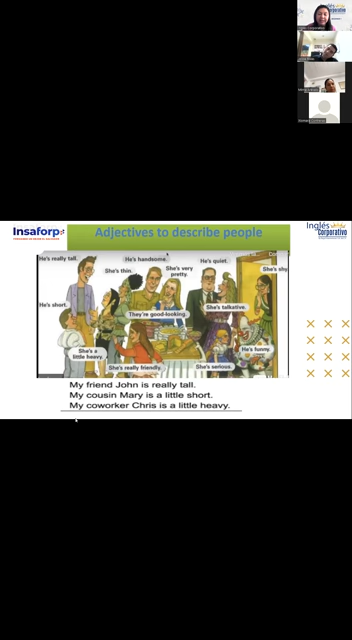 Insaforp
Adjectives to describe people
Inglés
corporativo
He's really tall.
He's handsome.
He's quiet.
She's thin.
She's very
pretty.
She's shy.
He's short.
They're good-looking.
She's talkative.
She's a
little heavy.
He's funny.
She's really friendly.
She's serious.
My friend John is really tall.
My cousin Mary is a little short.
My coworker Chris is a little heavy.